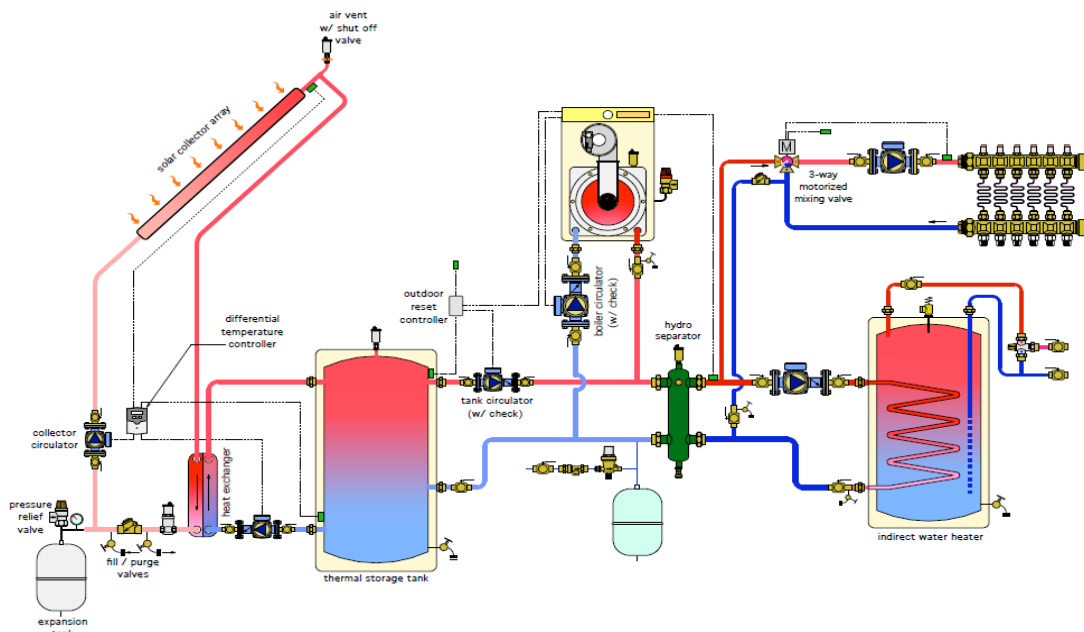 air vent
w/ shut off
valve
solar collector array
M
3-way
motorized
mixing valve
outdoor
reset
controller
boiler circulator
(w/ check)
hydro
separator
differential
temperature
controller
tank circulator
(w/ check)
collector
circulator
heat exchanger
pressure
relief
valve
fill / purge
valves
thermal storage tank
indirect water heater
expansion